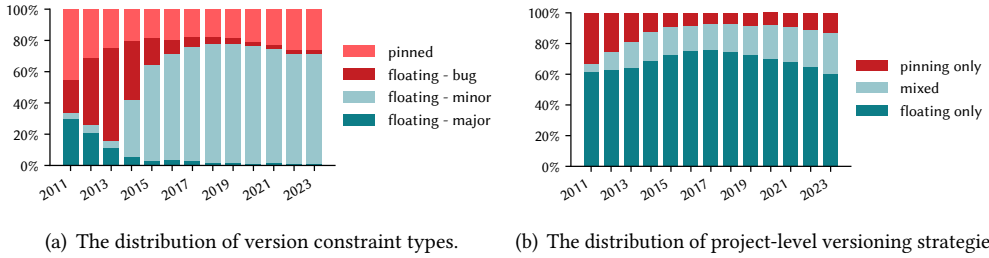 100%
80%
60%
40%
20%
0%
2011
2013
2015
2017
2019
2021
2023
pinned
floating - bug
floating - minor
floating - major
(a) The distribution of version constraint types.
100%
80%
60%
40%
20%
0%
2011
2013
2015
2017
2019
2021
2023
pinning only
mixed
floating only
(b) The distribution of project-level versioning strategie